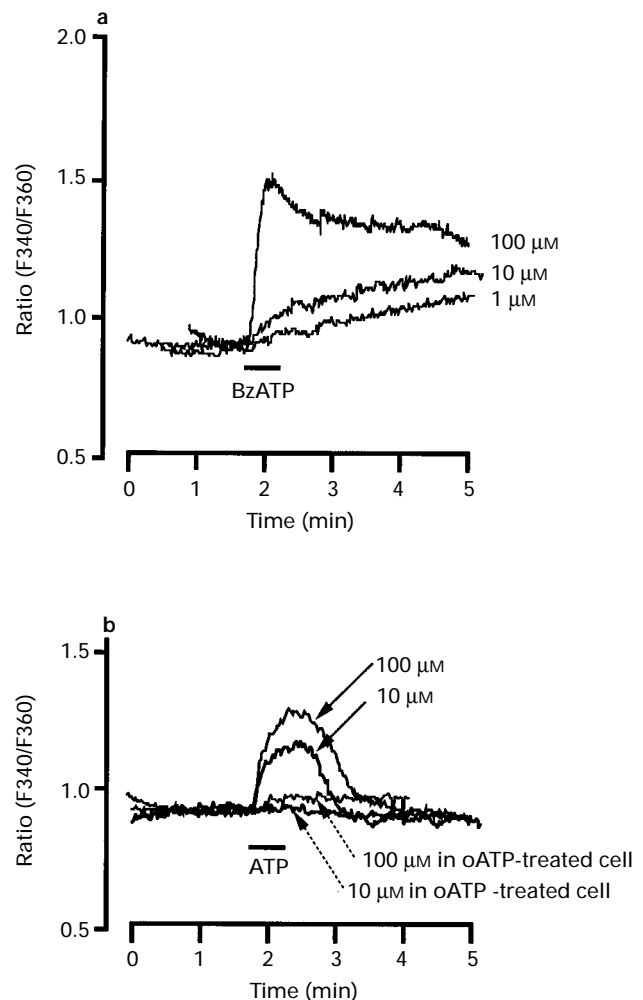 a
2.0
1.5
1.0
0.5
Ratio (F340/F360)
100 μM
10 μM
1 μM
BzATP
0 1 2 3 4 5
Time (min)
b
1.5
1.0
0.5
Ratio (F340/F360)
100 μM
10 μM
100 μM in oATP-treated cell
10 μM in oATP -treated cell
ATP
0 1 2 3 4 5
Time (min)